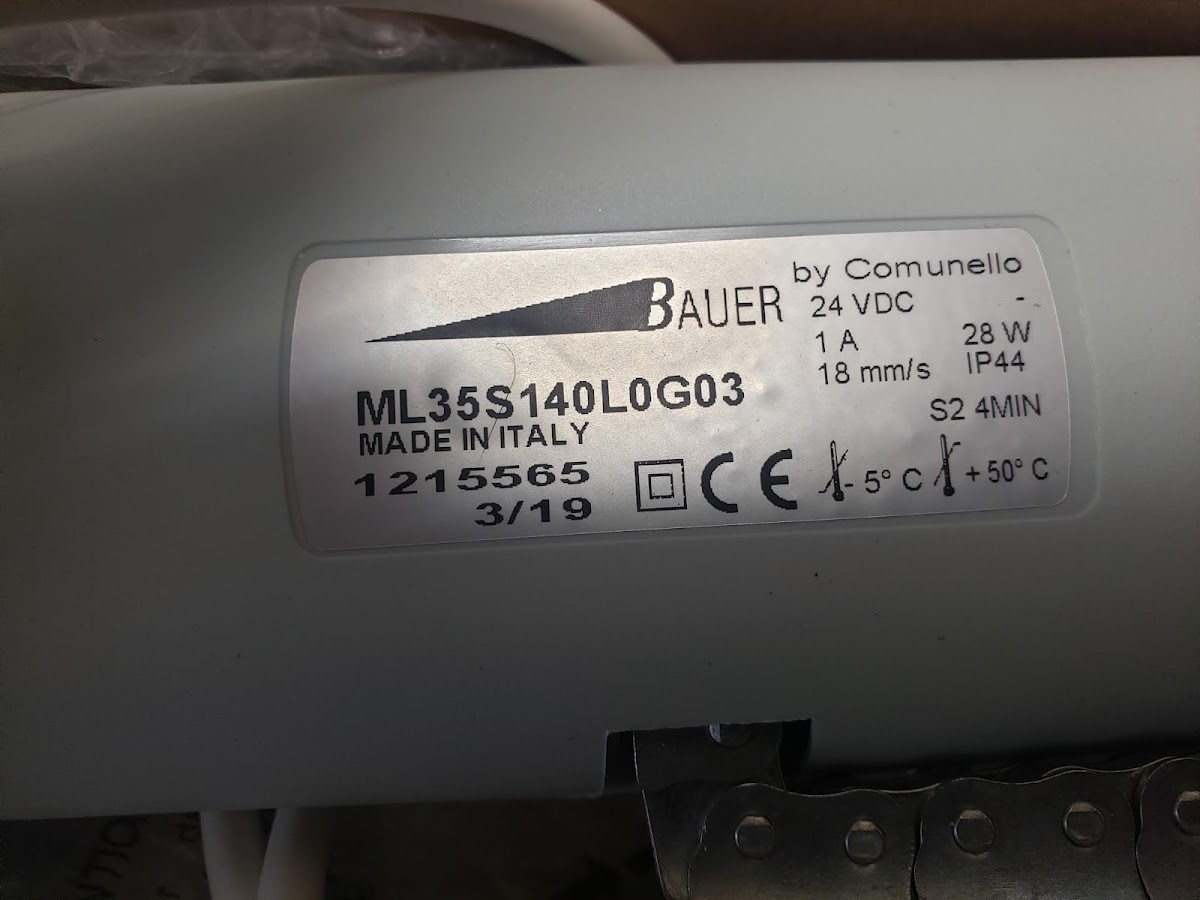 BAUER
by Comunello
24 VDC -
1 A 28 W
18 mm/s IP44
S2 4MIN
ML35S140L0G03
MADE IN ITALY
1215565
3/19
CE - 5° C + 50° C